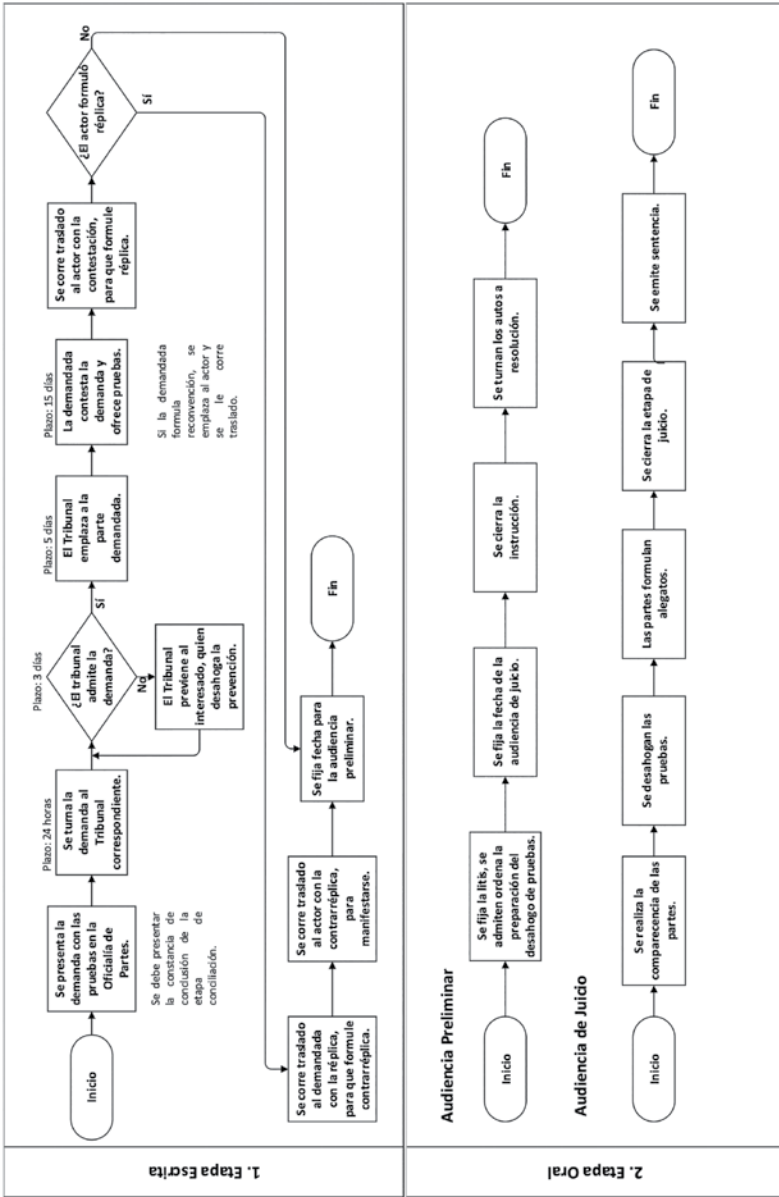 1. Etapa Escrita
Inicio
Se presenta la
demanda con las
pruebas en la
Oficialía de
Partes.
Se debe presentar
la constancia de
conclusión de la
etapa de
conciliación.
Plazo: 24 horas
Se turna la
demanda al
Tribunal
correspondiente.
Plazo: 3 días
¿El tribunal
admite la
demanda?
Sí
No
El Tribunal
previene al
interesado, quien
desahoga la
prevención.
Plazo: 5 días
El Tribunal
emplaza a la
parte
demandada.
Plazo: 15 días
La demandada
contesta la
demanda y
ofrece pruebas.
Si la demandada
formula
reconvención, se
emplaza al actor y
se le corre
traslado.
Se corre traslado
al actor con la
contestación,
para que formule
réplica.
¿El actor formuló
réplica?
No
Sí
Se corre traslado
al demandada
con la réplica,
para que formule
contrarréplica.
Se corre traslado
al actor con la
contrarréplica,
para
manifestarse.
Se fija fecha para
la audiencia
preliminar.
Fin
2. Etapa Oral
Audiencia Preliminar
Inicio
Se fija la litis, se
admiten ordena la
preparación del
desahogo de pruebas.
Se fija la fecha de la
audiencia de juicio.
Se cierra la
instrucción.
Se turnan los autos a
resolución.
Fin
Audiencia de Juicio
Inicio
Se realiza la
comparecencia de las
partes.
Se desahogan las
pruebas.
Las partes formulan
alegatos.
Se cierra la etapa de
juicio.
Se emite sentencia.
Fin